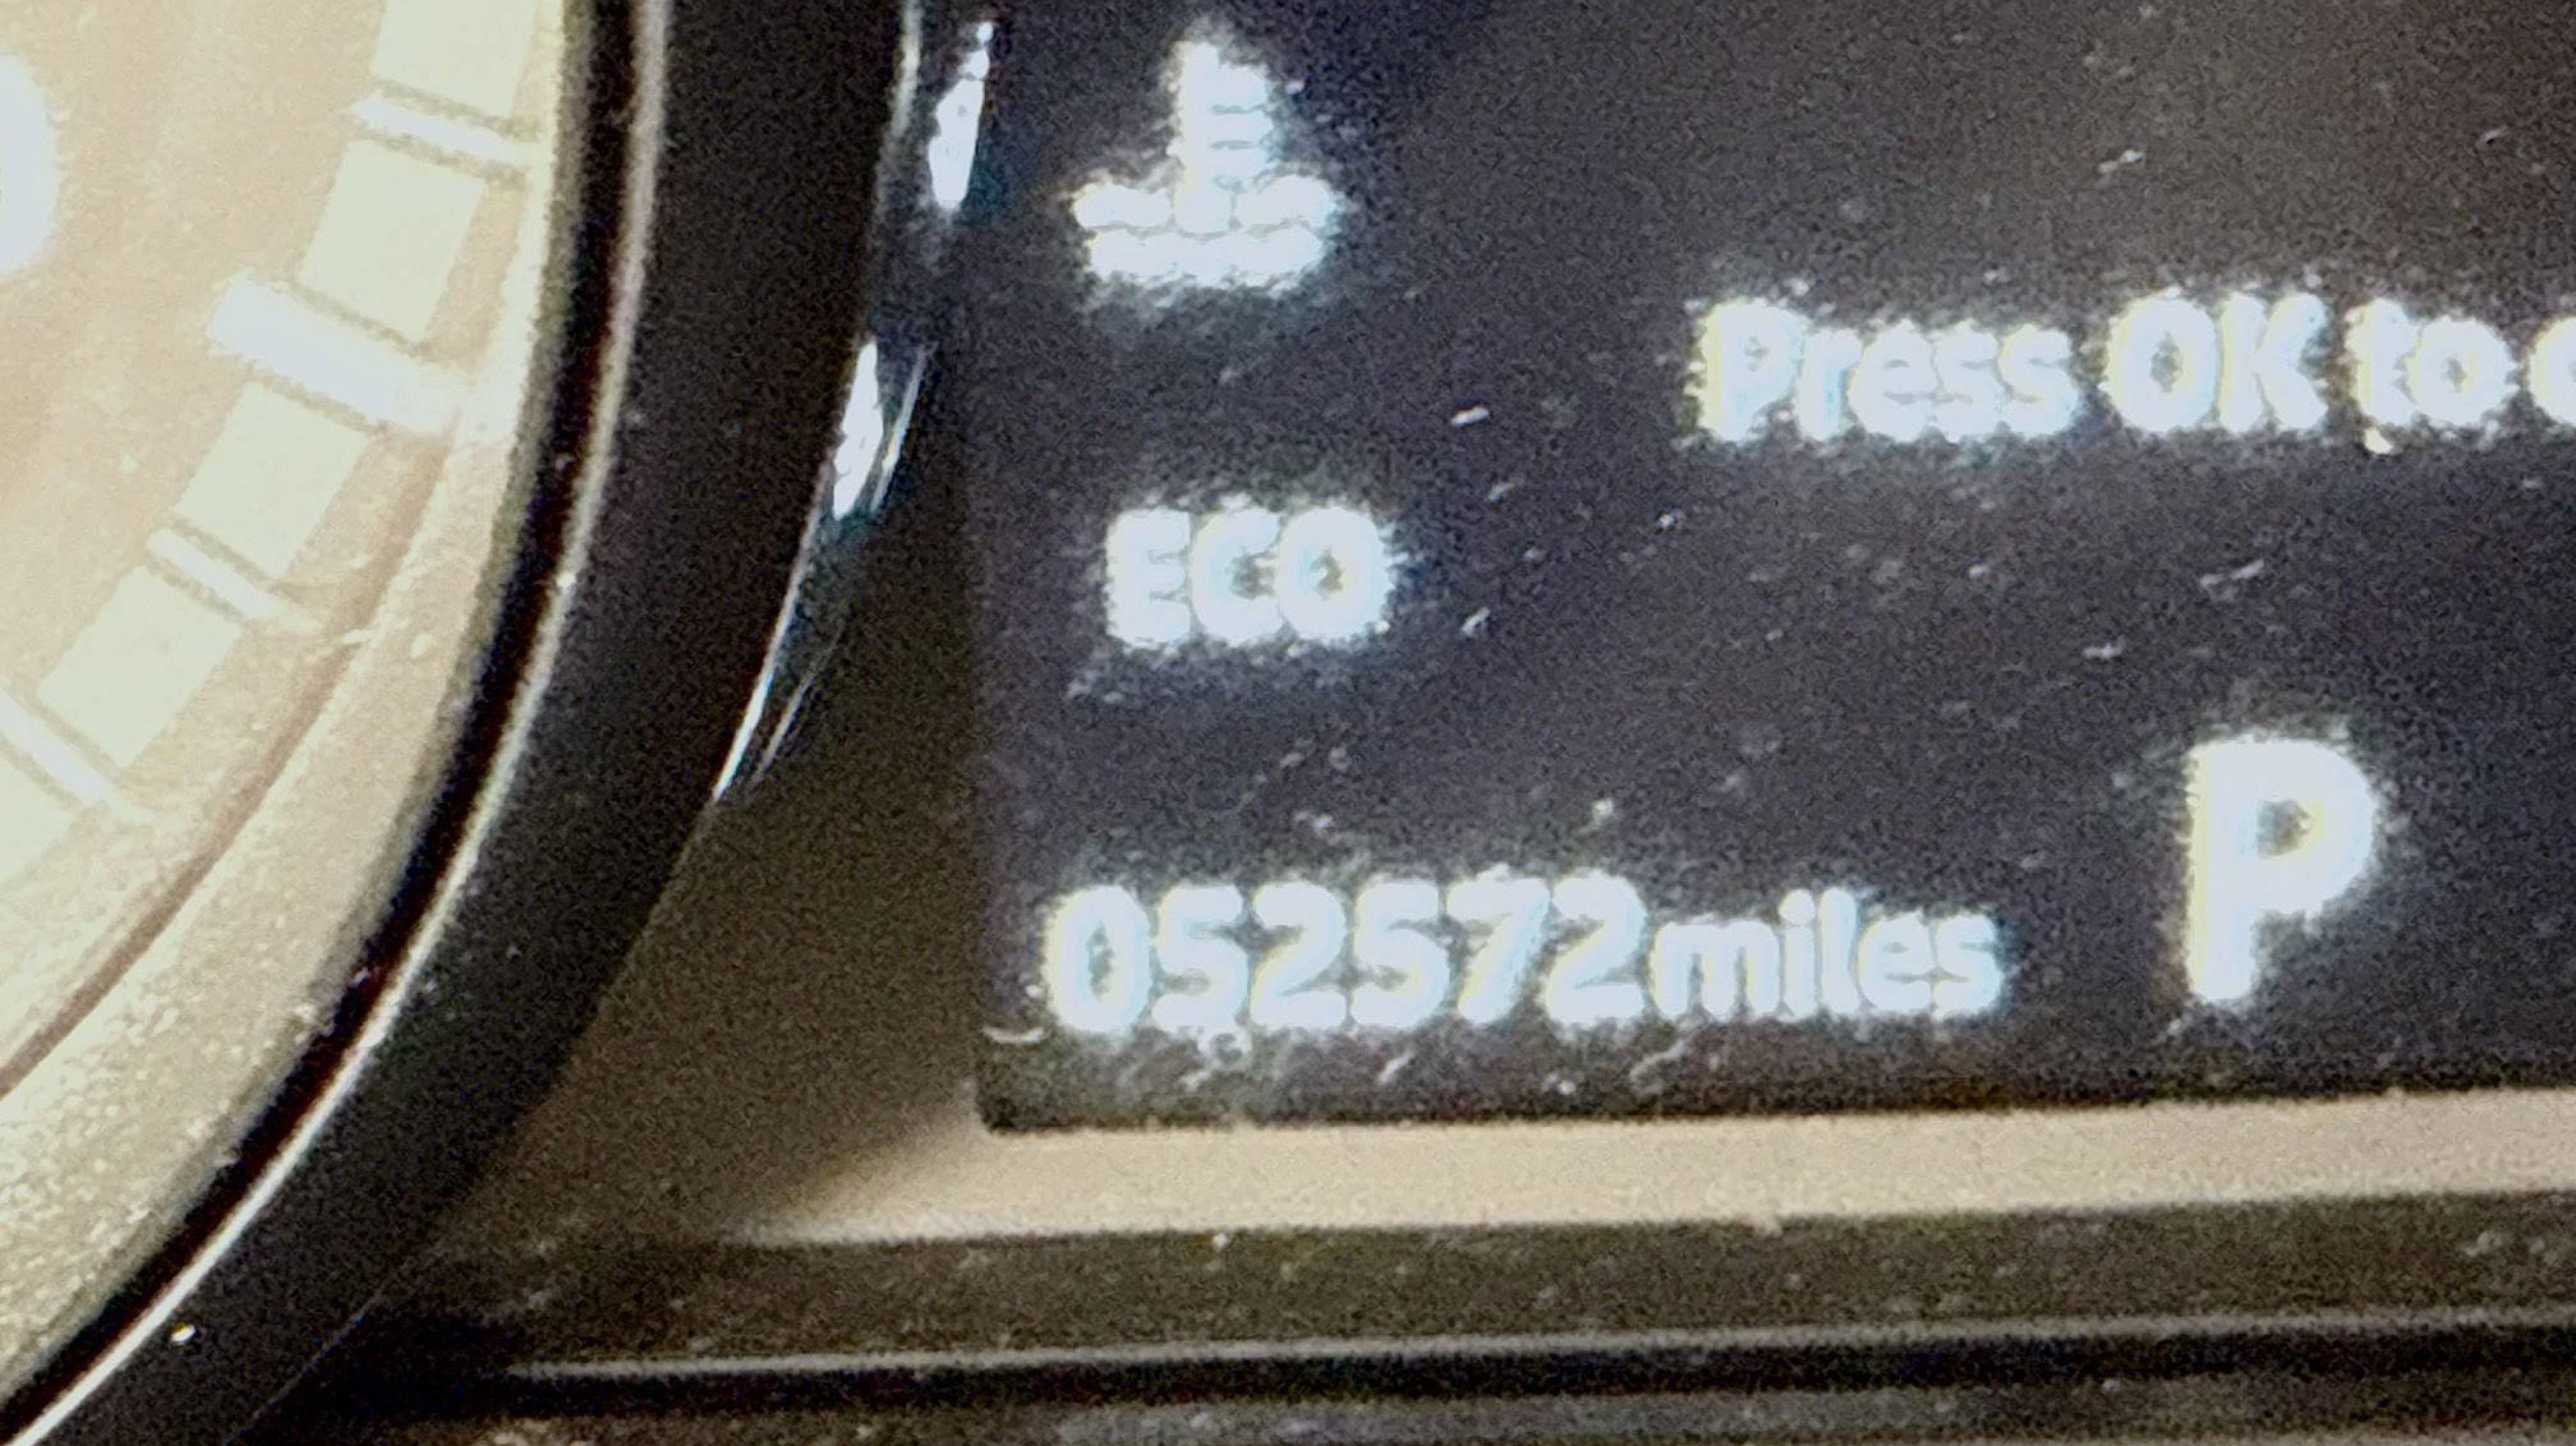 Press OK to
ECO
P
052572miles